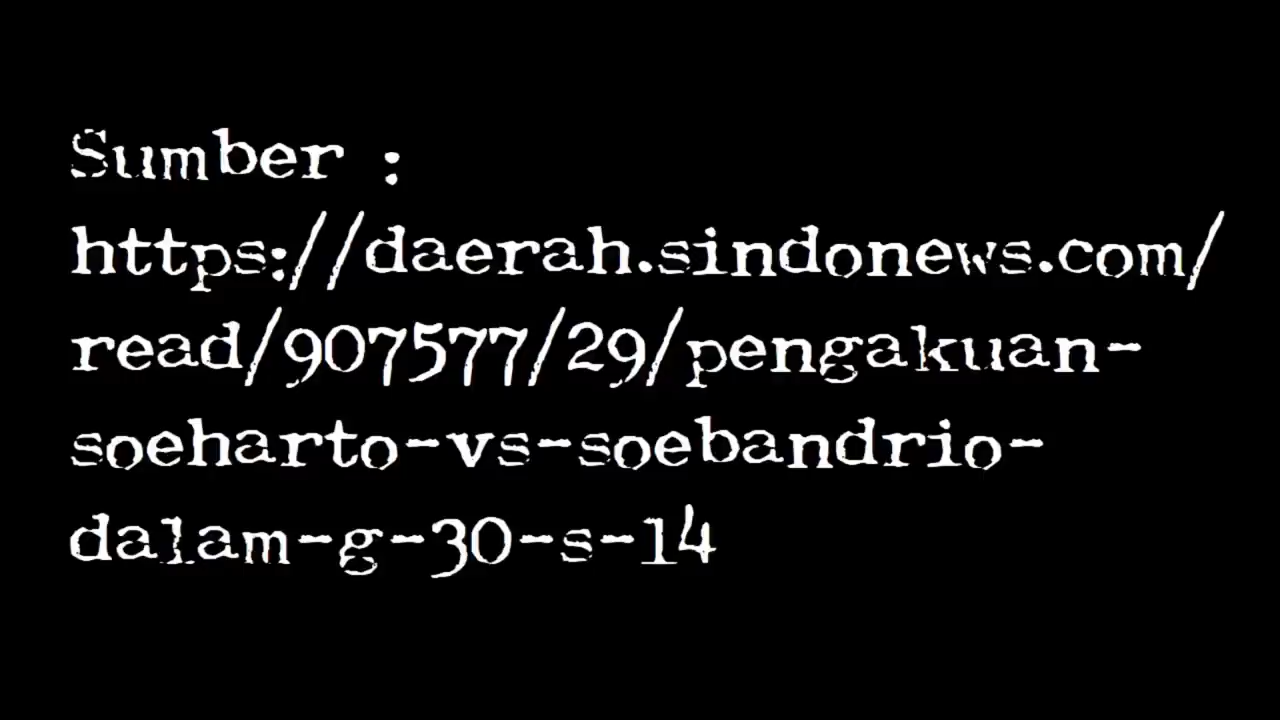 Sumber :
https://daerah.sindonews.com/
read/907577/29/pengakuan-
soeharto-vs-soebandrio-
dalam-g-30-s-14